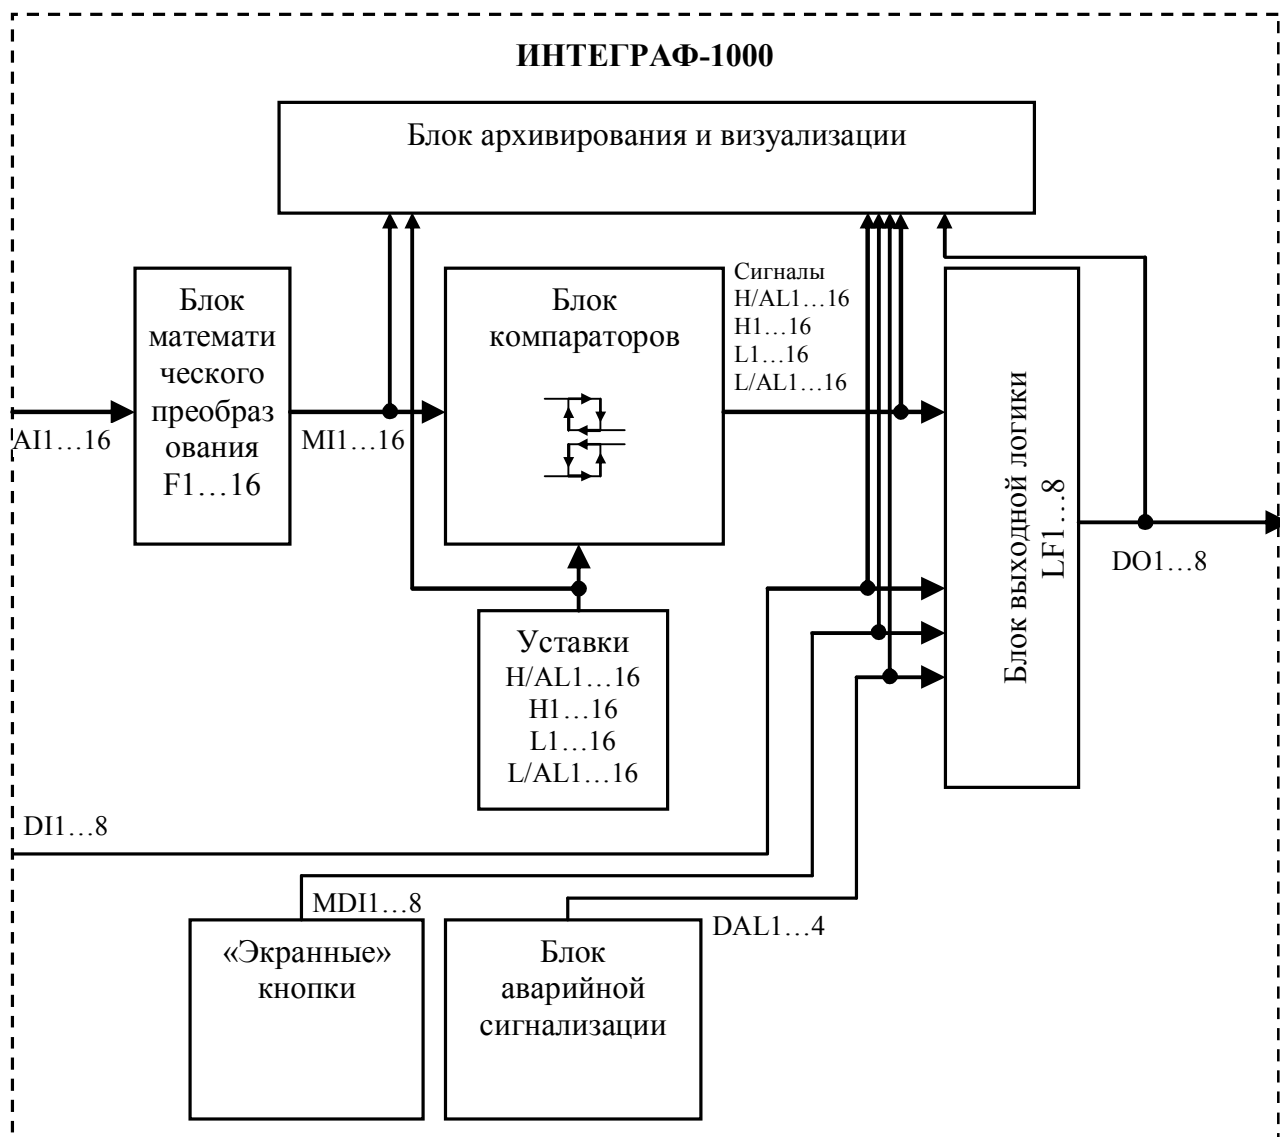 ИНТЕГРАФ-1000
Блок архивирования и визуализации
Блок
математи
ческого
преобраз
ования
F1…16
Блок
компараторов
Сигналы
H/AL1…16
H1…16
L1…16
L/AL1…16
AI1…16
MI1…16
Блок выходной логики
LF1…8
DO1…8
Уставки
H/AL1…16
H1…16
L1…16
L/AL1…16
DI1…8
MDI1…8
DAL1…4
«Экранные»
кнопки
Блок
аварийной
сигнализации